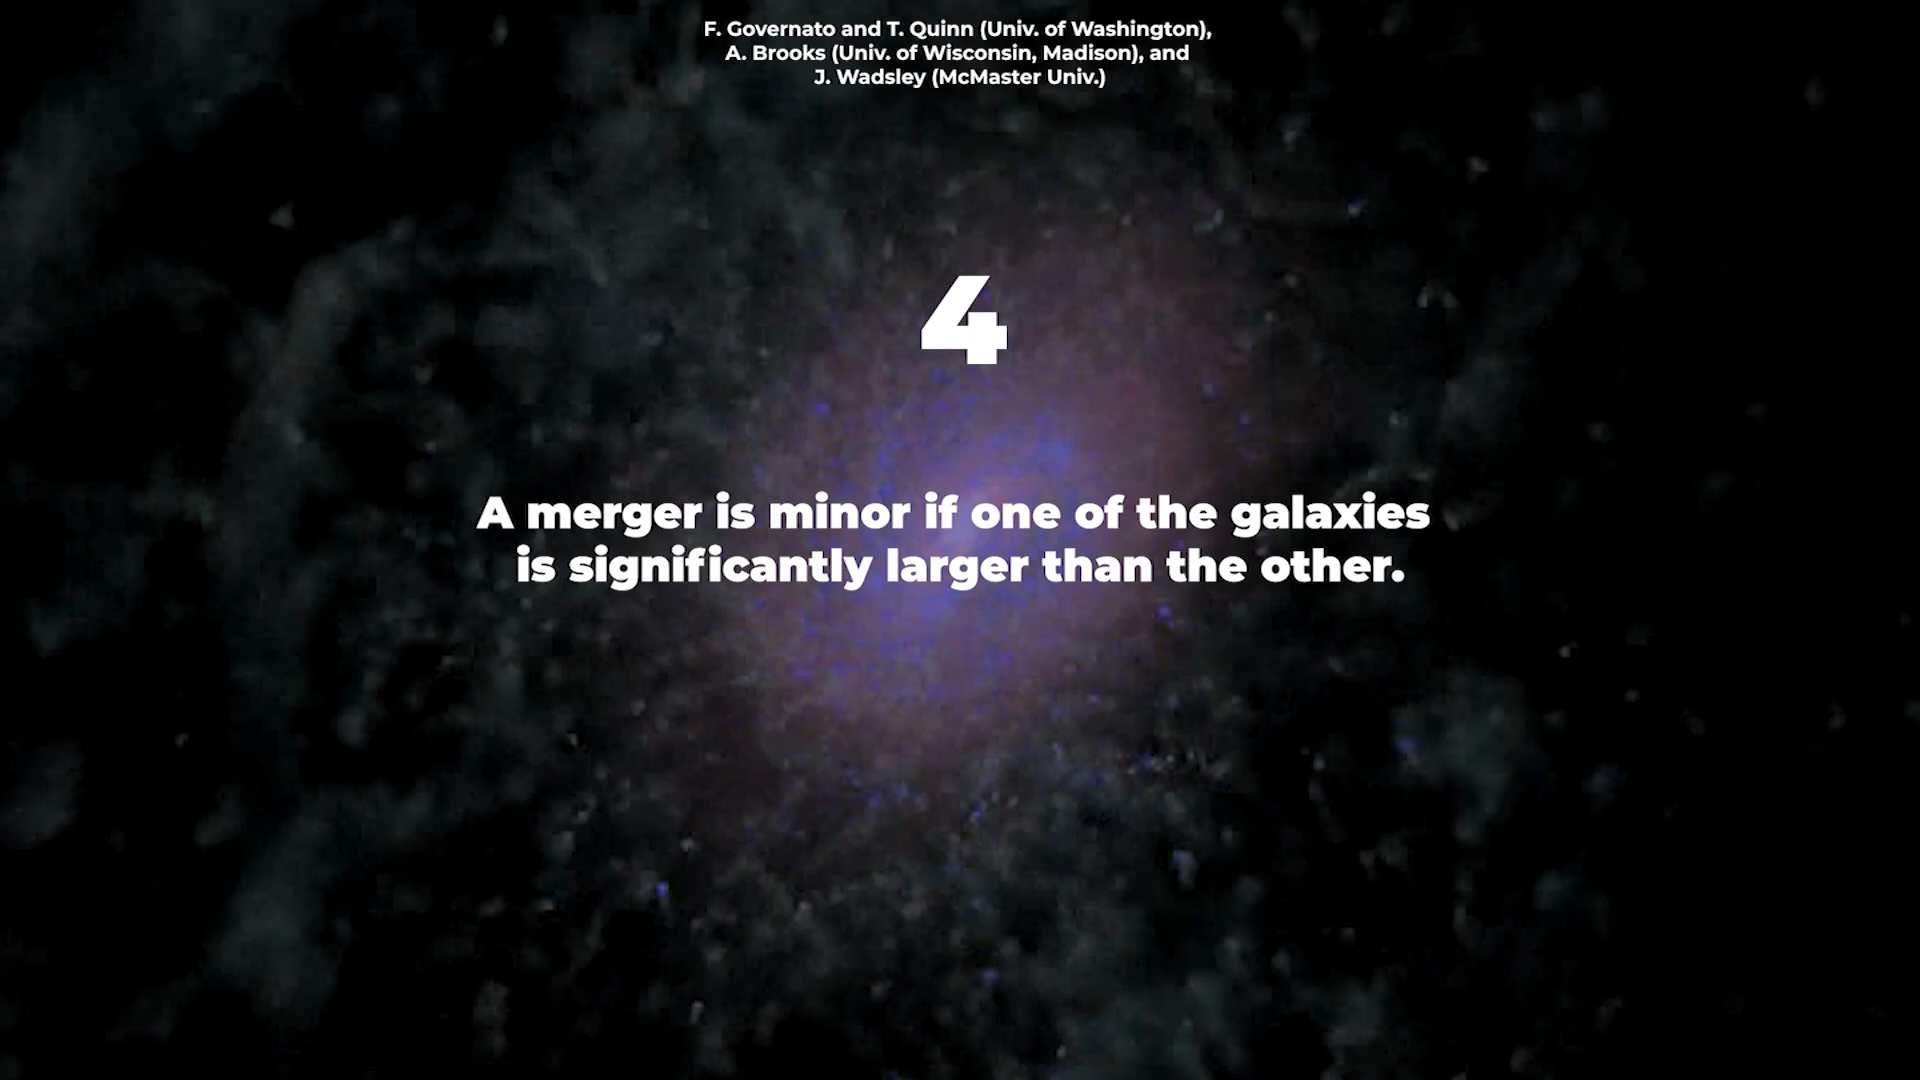 F. Governato and T. Quinn (Univ. of Washington),
A. Brooks (Univ. of Wisconsin, Madison), and
J. Wadsley (McMaster Univ.)
4
A merger is minor if one of the galaxies
is significantly larger than the other.